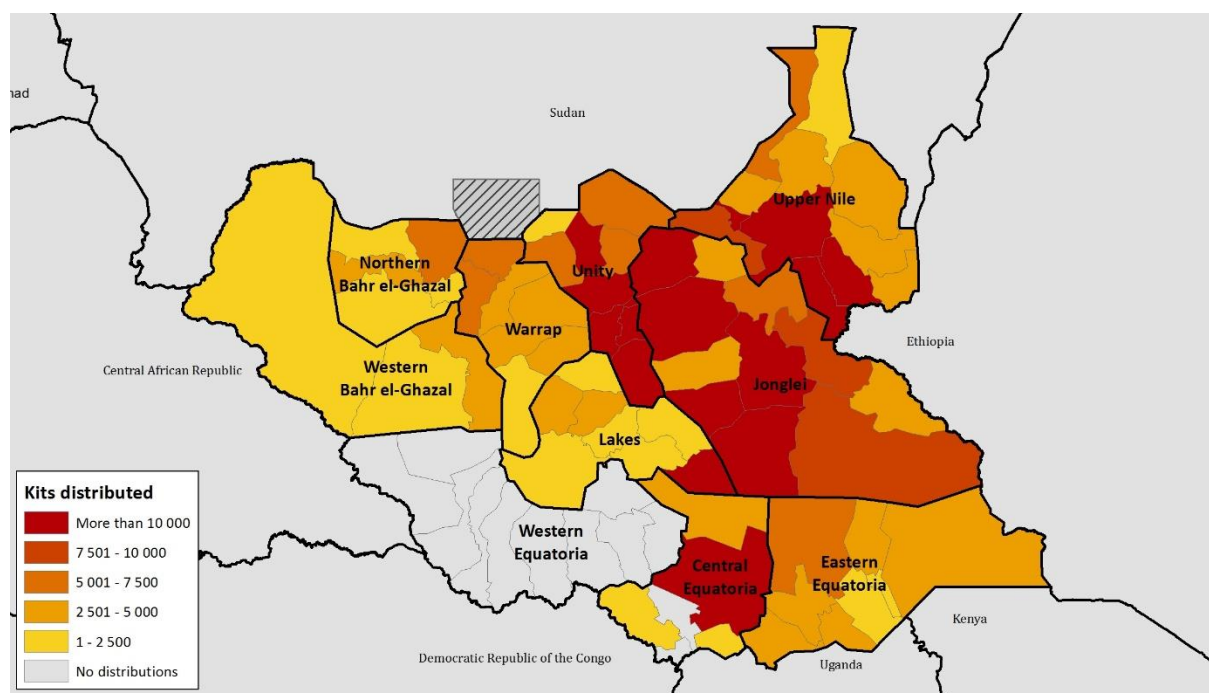 had
Sudan
Upper Nile
Northern
Bahr el-Ghazal
Unity
Warrap
Ethiopia
Central African Republic
Western
Bahr el-Ghazal
Jonglei
Lakes
Kits distributed
More than 10 000
7 501 - 10 000
5 001 - 7 500
2 501 - 5 000
1 - 2 500
No distributions
Western
Equatoria
Central
Equatoria
Eastern
Equatoria
Kenya
Democratic Republic of the Congo
Uganda